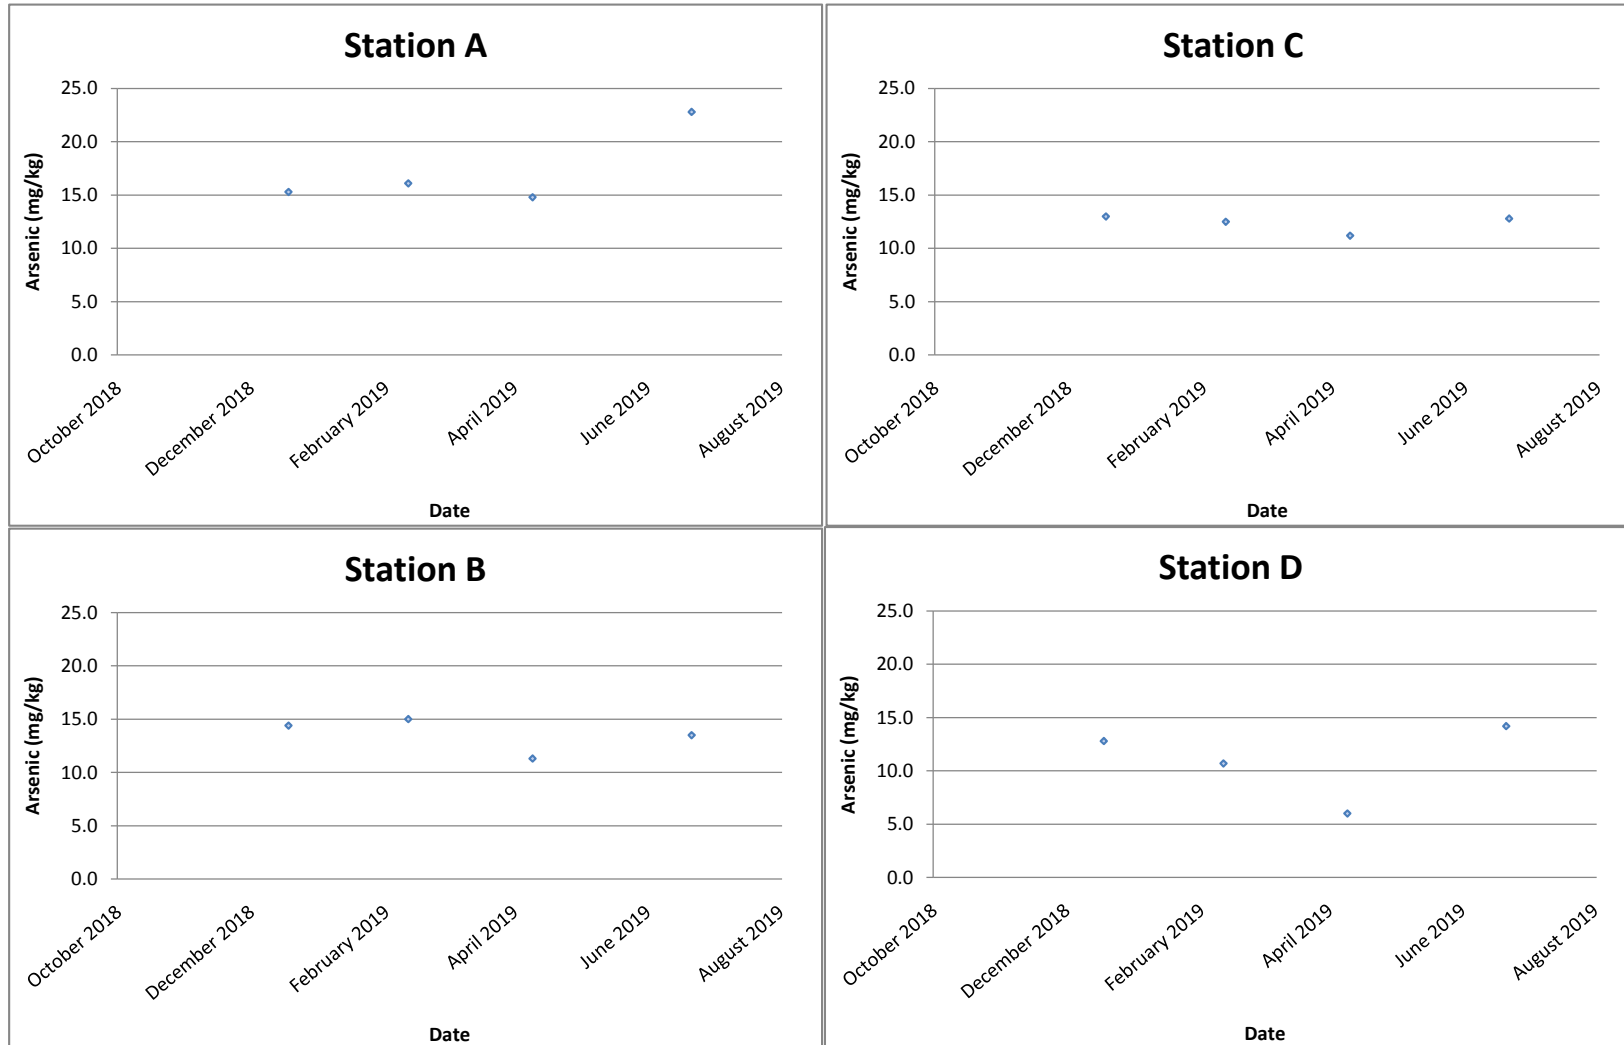 Station A
25.0
20.0
15.0
10.0
5.0
0.0
Arsenic (mg/kg)
October 2018
December 2018
February 2019
April 2019
June 2019
August 2019
Date
Station C
25.0
20.0
15.0
10.0
5.0
0.0
Arsenic (mg/kg)
October 2018
December 2018
February 2019
April 2019
June 2019
August 2019
Date
Station B
25.0
20.0
15.0
10.0
5.0
0.0
Arsenic (mg/kg)
October 2018
December 2018
February 2019
April 2019
June 2019
August 2019
Date
Station D
25.0
20.0
15.0
10.0
5.0
0.0
Arsenic (mg/kg)
October 2018
December 2018
February 2019
April 2019
June 2019
August 2019
Date